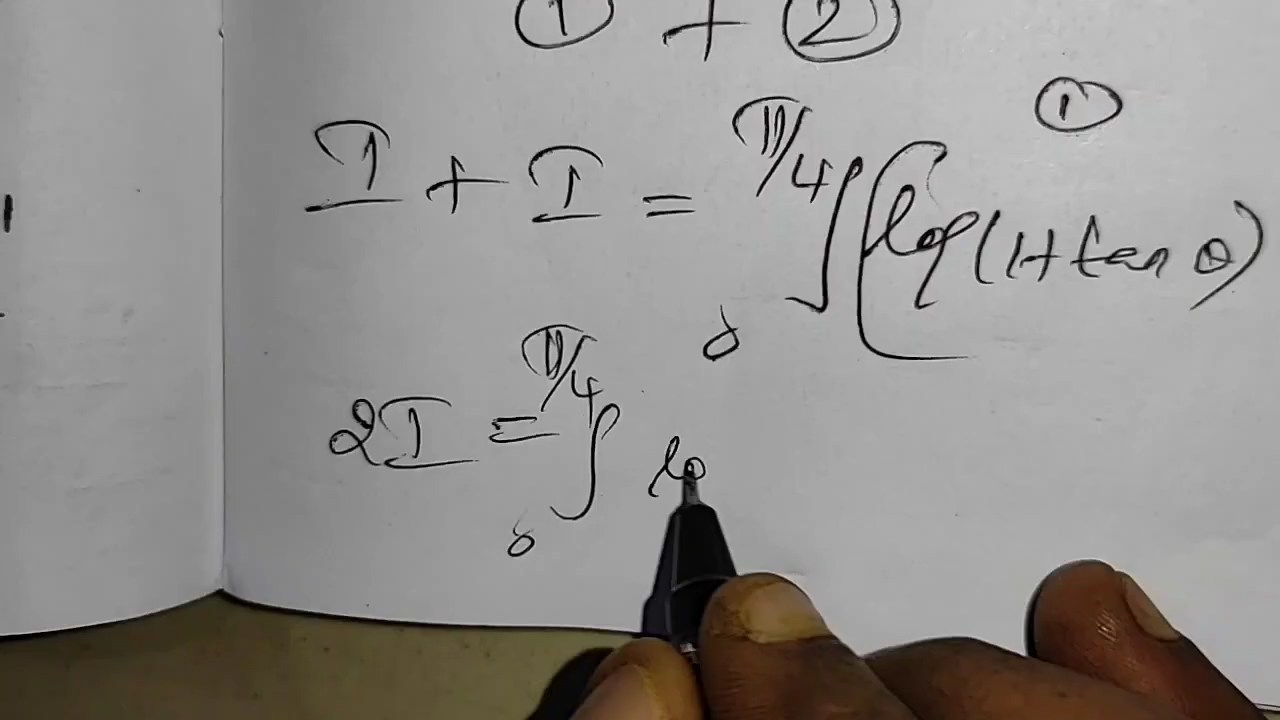 ① + ②
①
I + I = π/4 ∫ 0 [log(1+tan θ)
2I = π/4 ∫ 0 lo